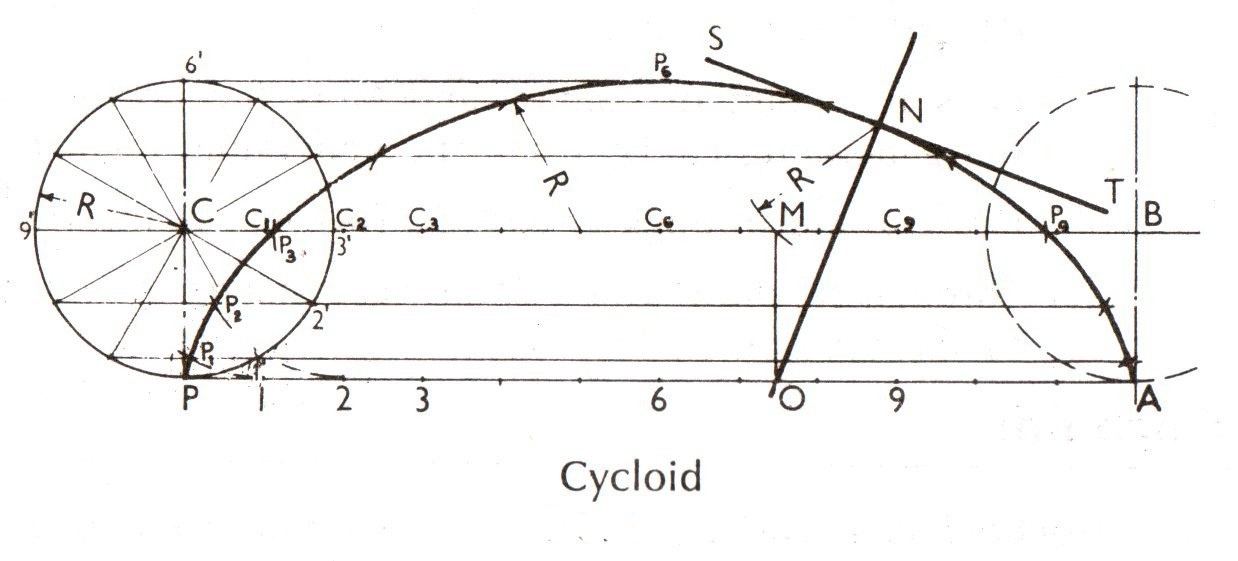 S
6'
P₆
N
R
R
T
R
C
C₁
C₂
C₃
C₆
M
C₉
P₉
B
9'
P₃
3'
P₂
2'
P₁
P
1
2
3
6
O
9
A
Cycloid